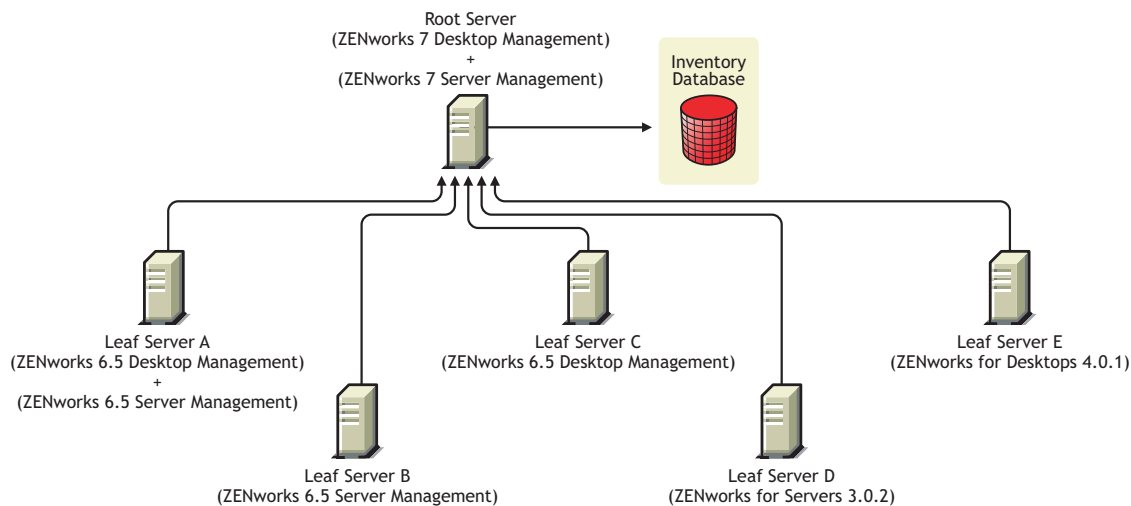 Root Server
(ZENworks 7 Desktop Management)
+
(ZENworks 7 Server Management)
Inventory
Database
Leaf Server A
(ZENworks 6.5 Desktop Management)
+
(ZENworks 6.5 Server Management)
Leaf Server C
(ZENworks 6.5 Desktop Management)
Leaf Server E
(ZENworks for Desktops 4.0.1)
Leaf Server B
(ZENworks 6.5 Server Management)
Leaf Server D
(ZENworks for Servers 3.0.2)